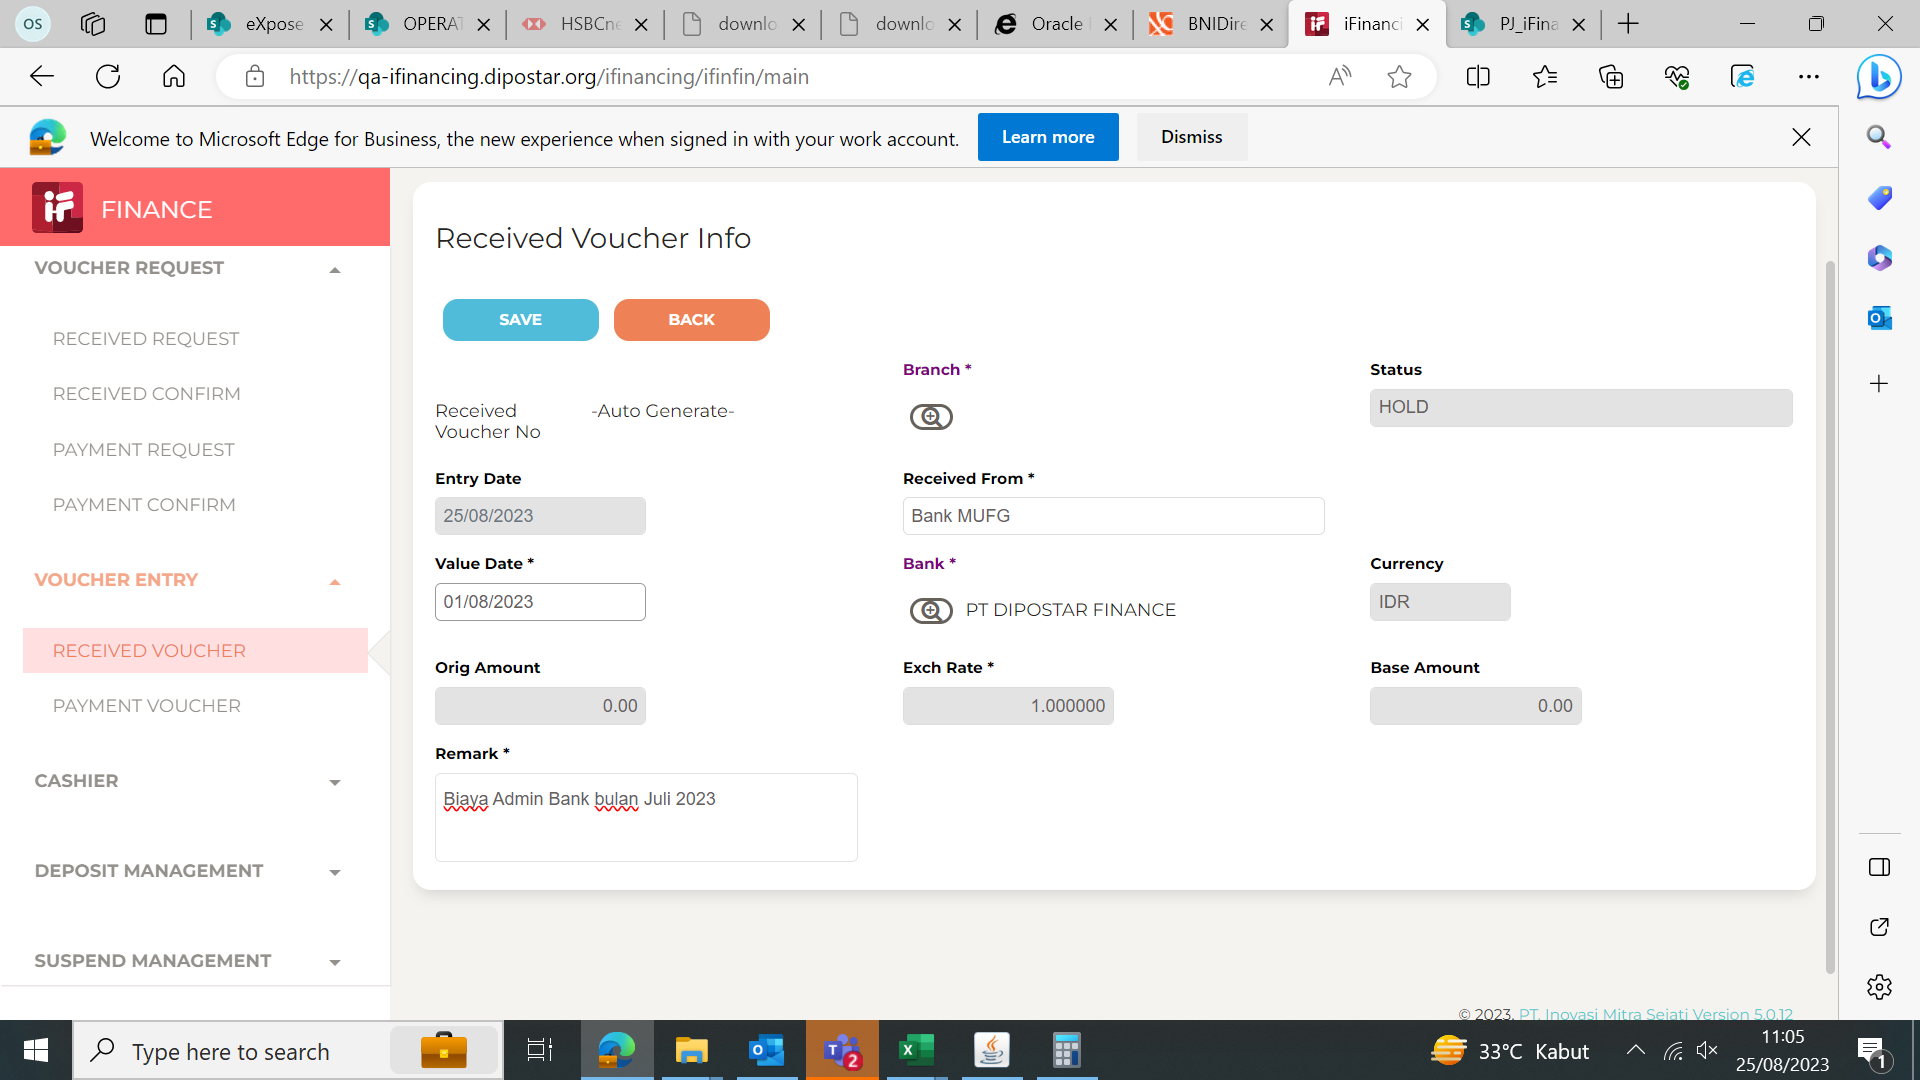 OS
eXpose
OPERAT
HSBCne
downlo
downlo
Oracle
BNIDire
iFinanci
PJ_iFina
https://qa-ifinancing.dipostar.org/ifinancing/ifinfin/main
Welcome to Microsoft Edge for Business, the new experience when signed in with your work account.
Learn more
Dismiss
iF FINANCE
VOUCHER REQUEST
RECEIVED REQUEST
RECEIVED CONFIRM
PAYMENT REQUEST
PAYMENT CONFIRM
VOUCHER ENTRY
RECEIVED VOUCHER
PAYMENT VOUCHER
CASHIER
DEPOSIT MANAGEMENT
SUSPEND MANAGEMENT
Received Voucher Info
SAVE
BACK
Received Voucher No
-Auto Generate-
Branch *
Status
HOLD
Entry Date
25/08/2023
Received From *
Bank MUFG
Value Date *
01/08/2023
Bank *
PT DIPOSTAR FINANCE
Currency
IDR
Orig Amount
0.00
Exch Rate *
1.000000
Base Amount
0.00
Remark *
Biaya Admin Bank bulan Juli 2023
© 2023, PT. Inovasi Mitra Sejati Version 5.0.12
Type here to search
2
33°C Kabut
11:05
25/08/2023
1